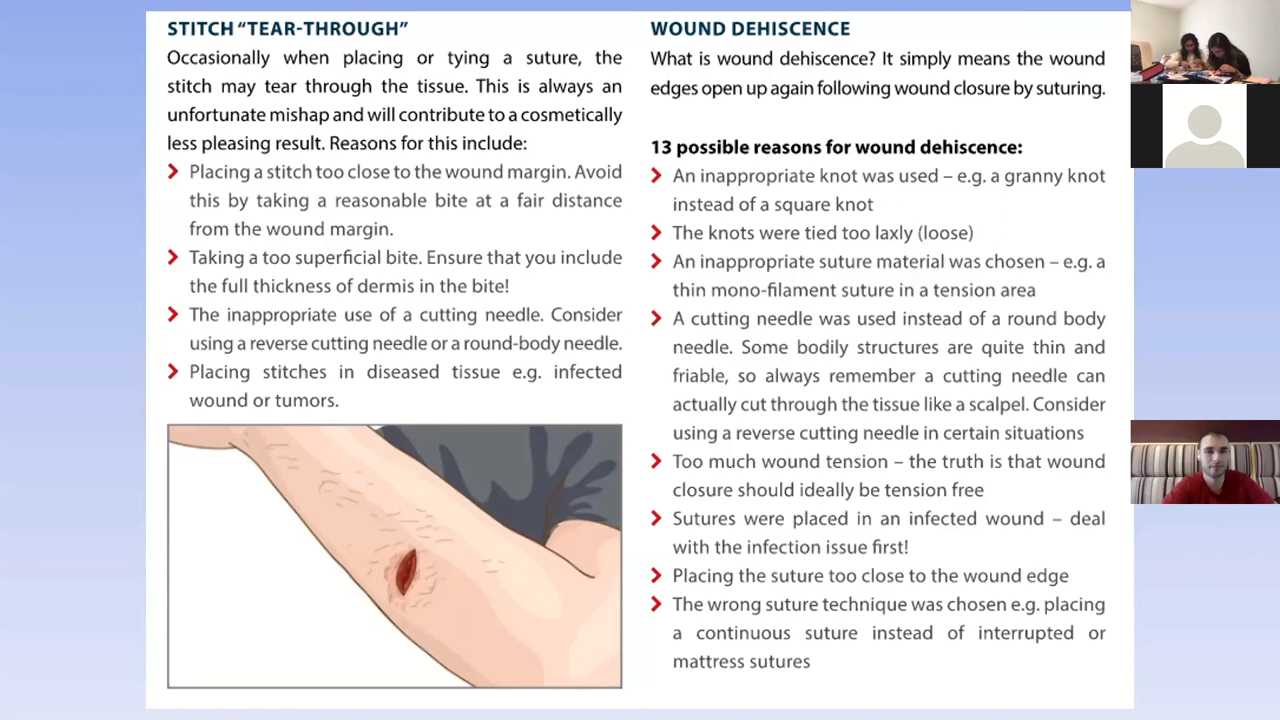 STITCH “TEAR-THROUGH”
Occasionally when placing or tying a suture, the
stitch may tear through the tissue. This is always an
unfortunate mishap and will contribute to a cosmetically
less pleasing result. Reasons for this include:
Placing a stitch too close to the wound margin. Avoid
this by taking a reasonable bite at a fair distance
from the wound margin.
Taking a too superficial bite. Ensure that you include
the full thickness of dermis in the bite!
The inappropriate use of a cutting needle. Consider
using a reverse cutting needle or a round-body needle.
Placing stitches in diseased tissue e.g. infected
wound or tumors.
WOUND DEHISCENCE
What is wound dehiscence? It simply means the wound
edges open up again following wound closure by suturing.
13 possible reasons for wound dehiscence:
An inappropriate knot was used – e.g. a granny knot
instead of a square knot
The knots were tied too laxly (loose)
An inappropriate suture material was chosen – e.g. a
thin mono-filament suture in a tension area
A cutting needle was used instead of a round body
needle. Some bodily structures are quite thin and
friable, so always remember a cutting needle can
actually cut through the tissue like a scalpel. Consider
using a reverse cutting needle in certain situations
Too much wound tension – the truth is that wound
closure should ideally be tension free
Sutures were placed in an infected wound – deal
with the infection issue first!
Placing the suture too close to the wound edge
The wrong suture technique was chosen e.g. placing
a continuous suture instead of interrupted or
mattress sutures